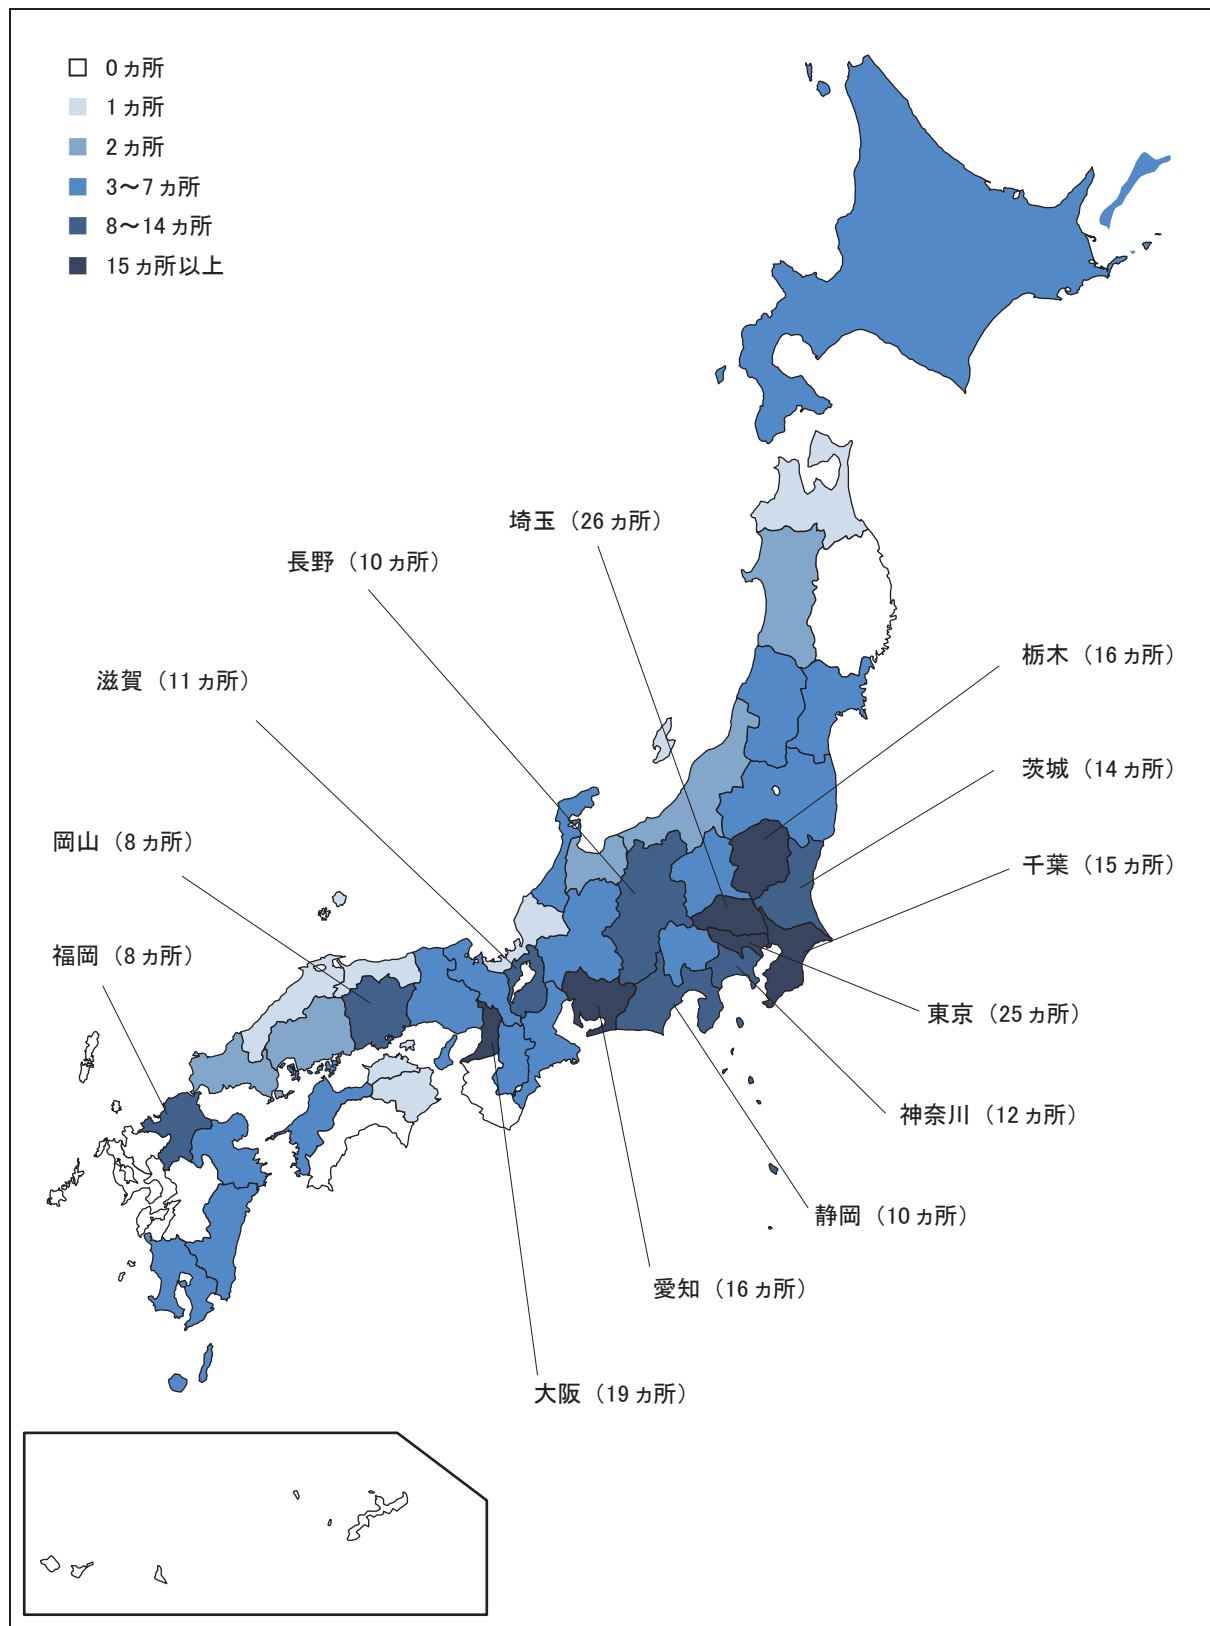 0ヵ所
1ヵ所
2ヵ所
3〜7ヵ所
8〜14ヵ所
15ヵ所以上
埼玉（26ヵ所）
長野（10ヵ所）
栃木（16ヵ所）
滋賀（11ヵ所）
茨城（14ヵ所）
岡山（8ヵ所）
千葉（15ヵ所）
福岡（8ヵ所）
東京（25ヵ所）
神奈川（12ヵ所）
静岡（10ヵ所）
愛知（16ヵ所）
大阪（19ヵ所）